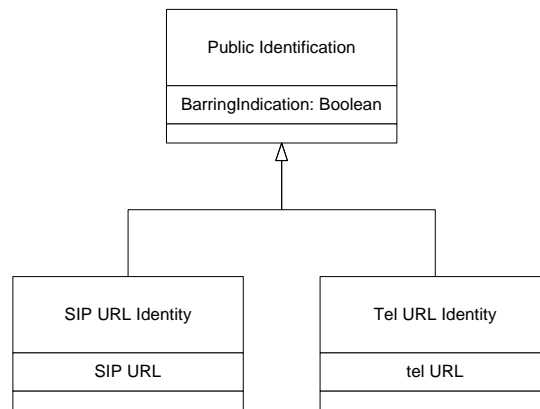 Public Identification
BarringIndication: Boolean
SIP URL Identity
Tel URL Identity
SIP URL
tel URL